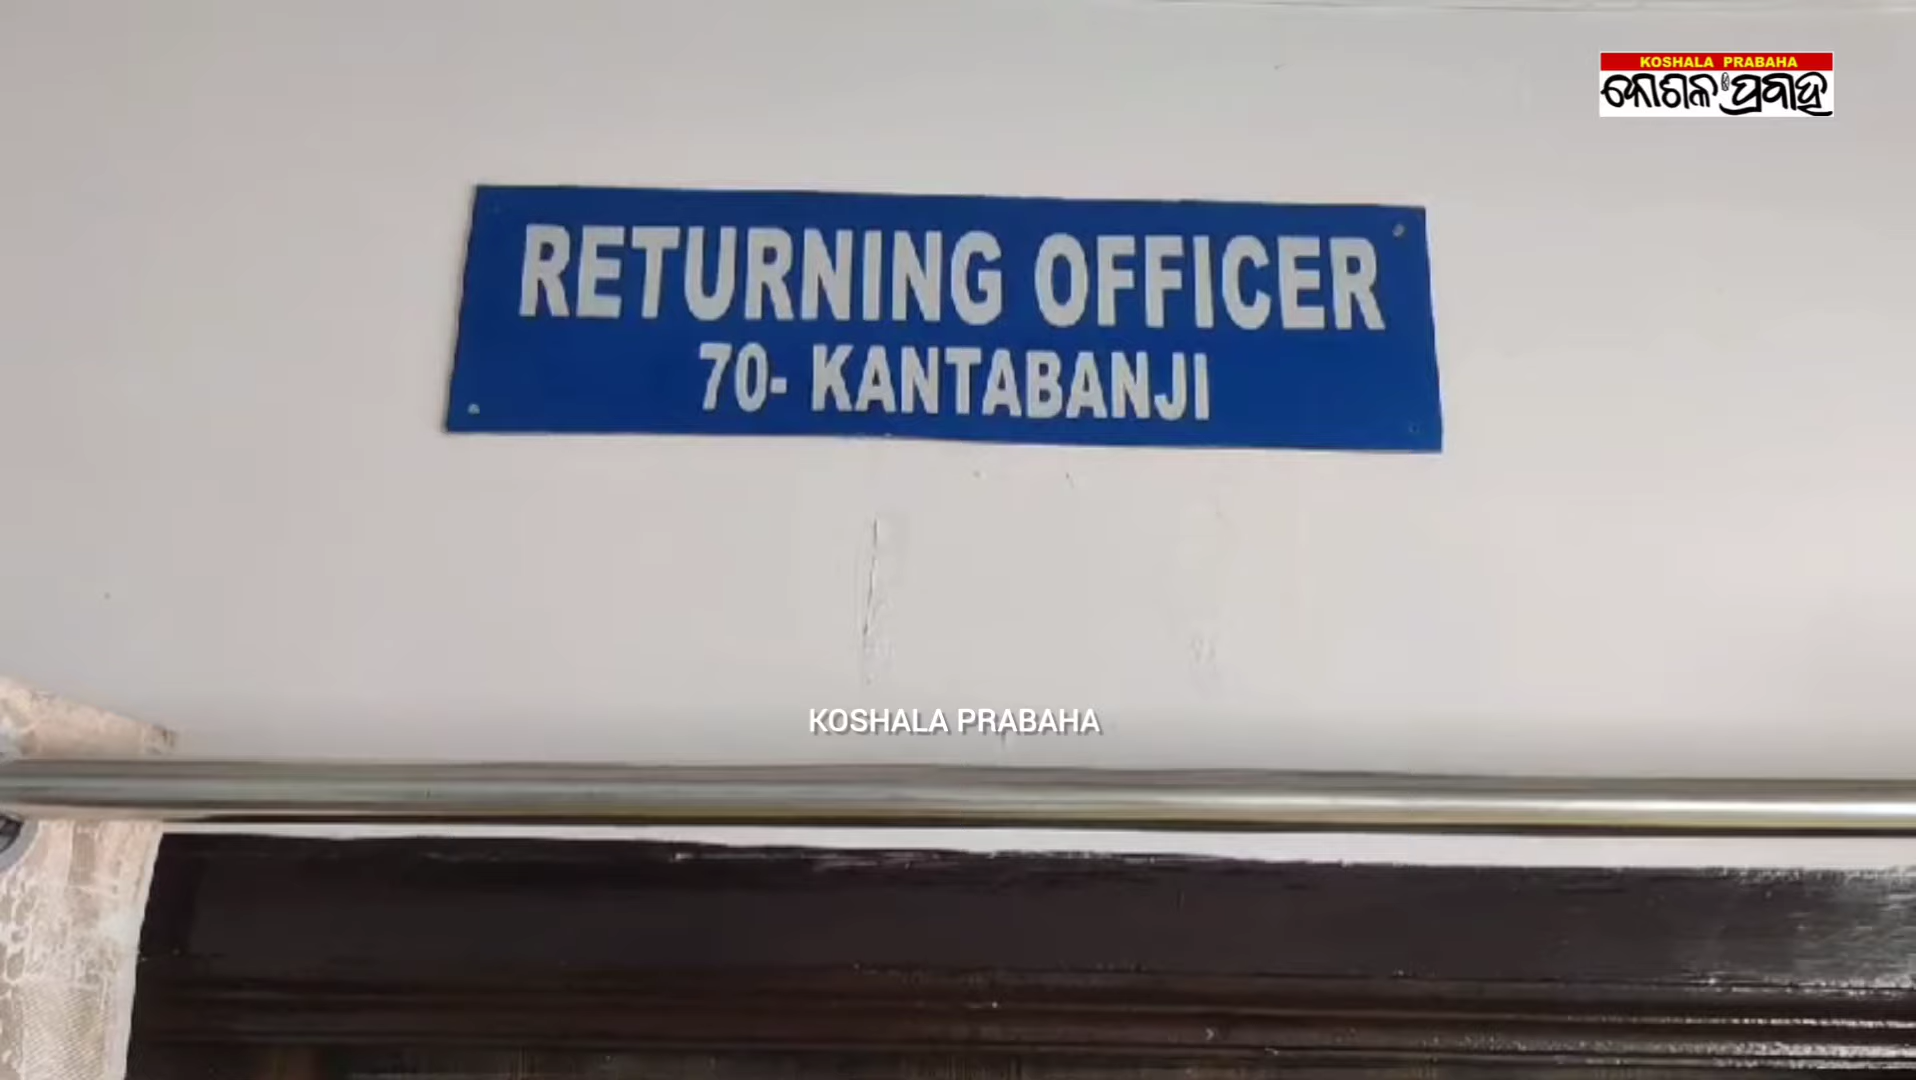 KOSHALA PRABAHA
କୋଶଳ ପ୍ରବାହ
RETURNING OFFICER
70- KANTABANJI
KOSHALA PRABAHA